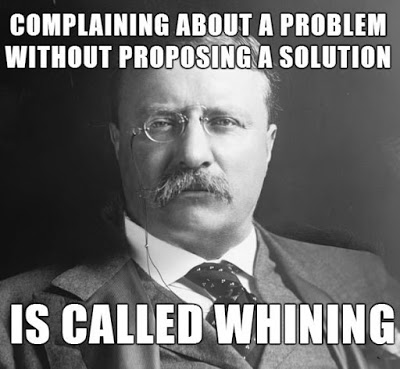 COMPLAINING ABOUT A PROBLEM
WITHOUT PROPOSING A SOLUTION
IS CALLED WHINING